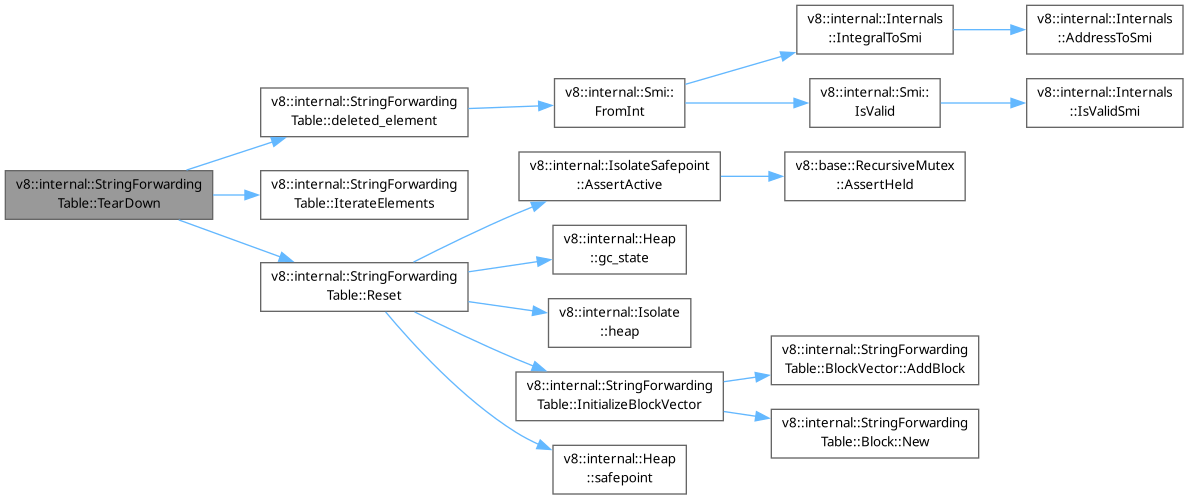 v8::internal::StringForwarding
Table::TearDown
v8::internal::StringForwarding
Table::deleted_element
v8::internal::Smi::
FromInt
v8::internal::Internals
::IntegralToSmi
v8::internal::Internals
::AddressToSmi
v8::internal::Smi::
IsValid
v8::internal::Internals
::IsValidSmi
v8::internal::StringForwarding
Table::IterateElements
v8::internal::StringForwarding
Table::Reset
v8::internal::IsolateSafepoint
::AssertActive
v8::base::RecursiveMutex
::AssertHeld
v8::internal::Heap
::gc_state
v8::internal::Isolate
::heap
v8::internal::StringForwarding
Table::InitializeBlockVector
v8::internal::StringForwarding
Table::BlockVector::AddBlock
v8::internal::StringForwarding
Table::Block::New
v8::internal::Heap
::safepoint